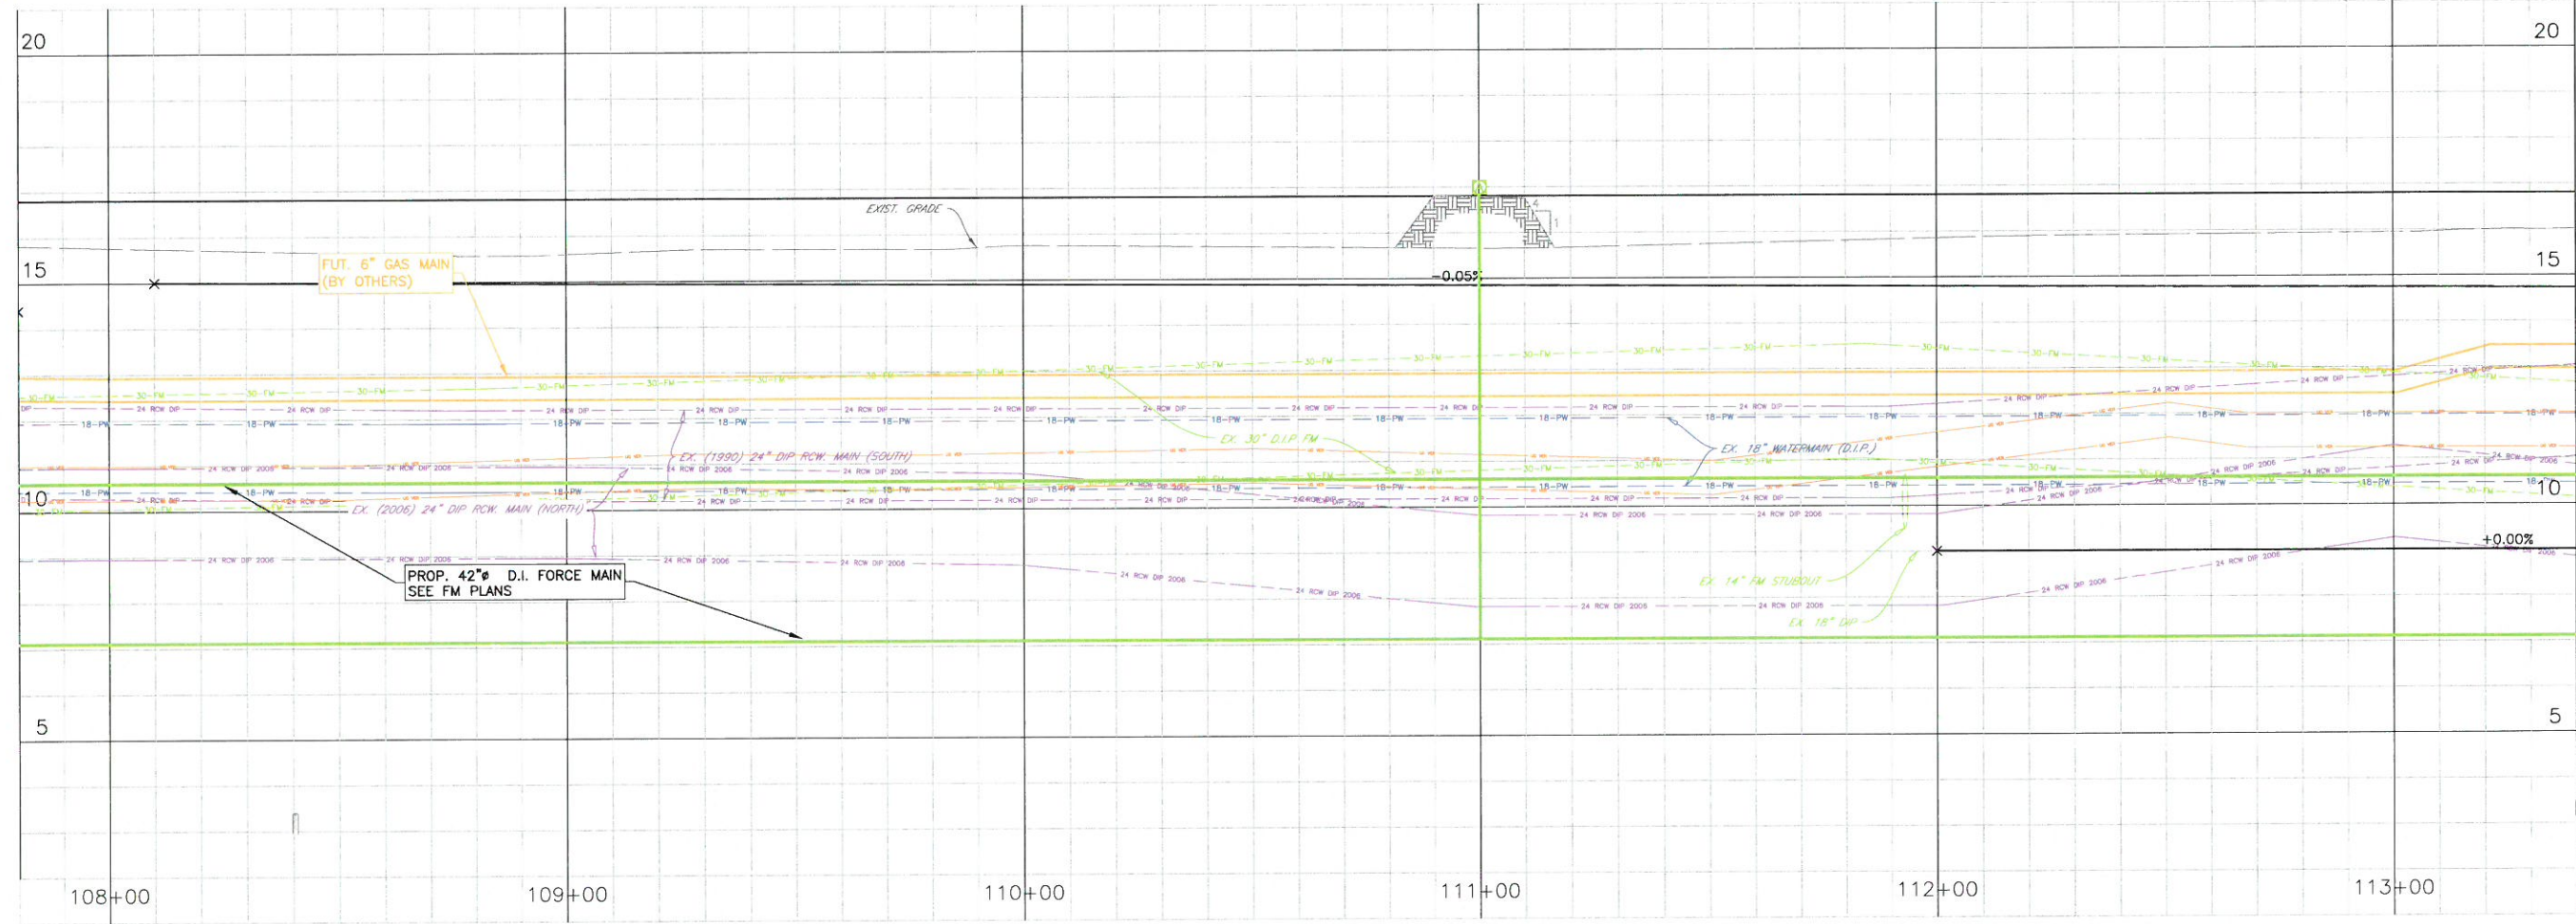 20
20
EXIST. GRADE
4
1
FUT. 6" GAS MAIN
(BY OTHERS)
15
15
-0.05%
30-FM
24 RCW DIP
18-PW
EX. 30" D.I.P FM
EX. 18" WATERMAIN (D.I.P.)
EX. (1990) 24" DIP RCW. MAIN (SOUTH)
24 RCW DIP 2006
10
10
EX. (2006) 24" DIP RCW. MAIN (NORTH)
+0.00%
PROP. 42"ø D.I. FORCE MAIN
SEE FM PLANS
EX. 14" FM STUBOUT
EX. 18" DIP
5
5
108+00
109+00
110+00
111+00
112+00
113+00